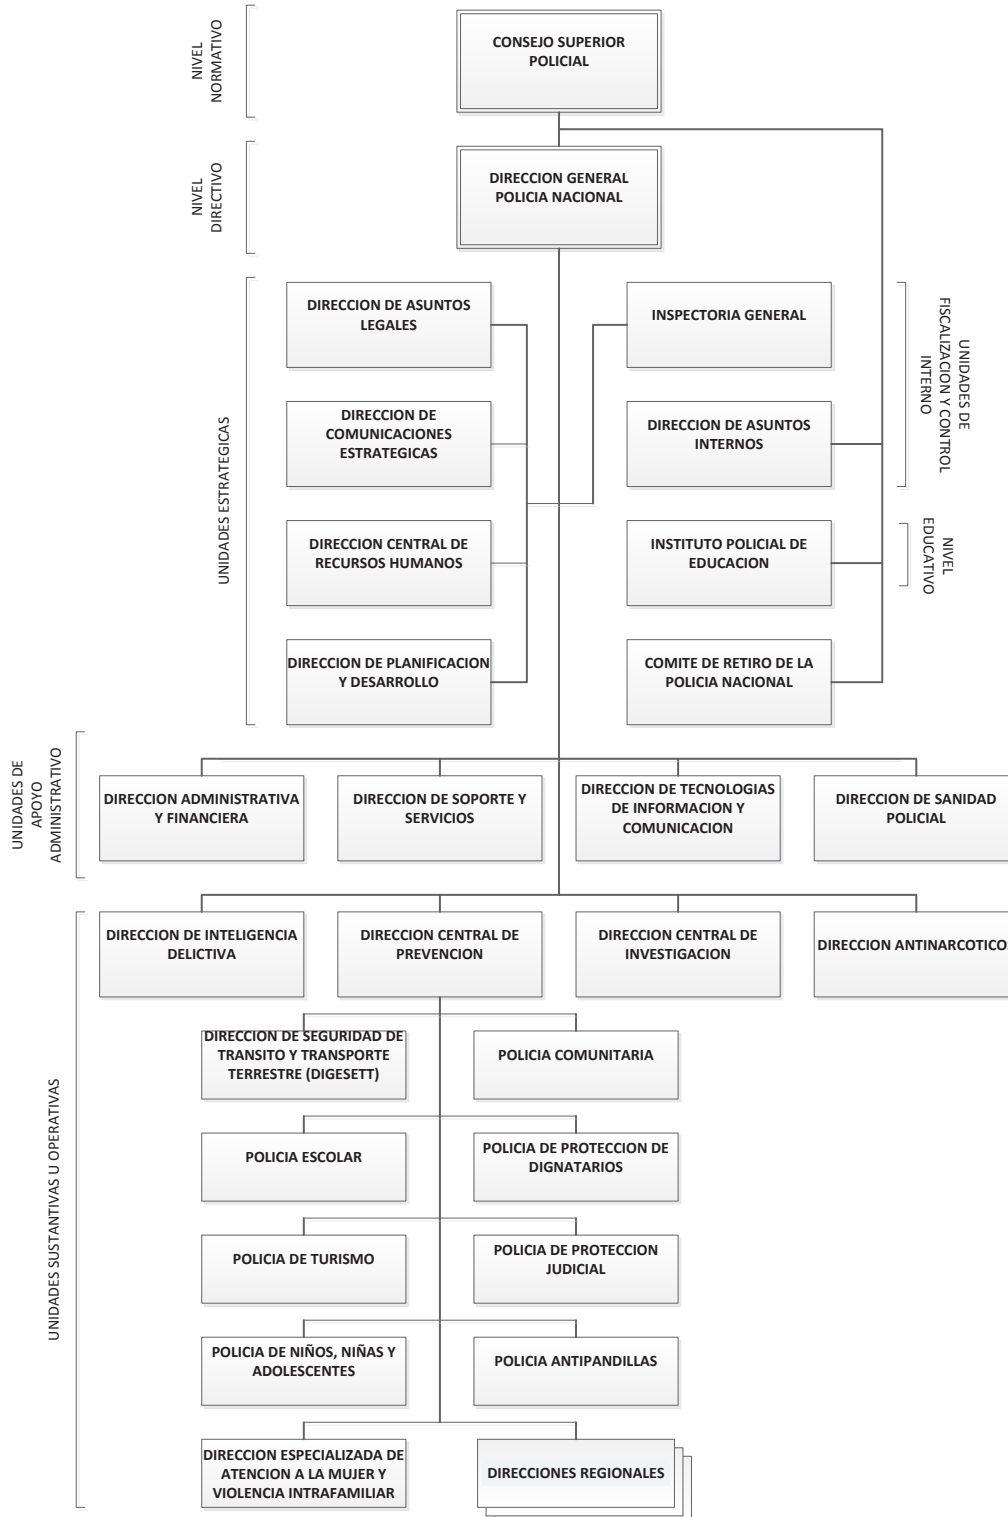 NIVEL
NORMATIVO
CONSEJO SUPERIOR
POLICIAL
NIVEL
DIRECTIVO
DIRECCION GENERAL
POLICIA NACIONAL
UNIDADES ESTRATEGICAS
DIRECCION DE ASUNTOS
LEGALES
INSPECTORIA GENERAL
UNIDADES DE
FISCALIZACION Y CONTROL
INTERNO
DIRECCION DE
COMUNICACIONES
ESTRATEGICAS
DIRECCION DE ASUNTOS
INTERNOS
DIRECCION CENTRAL DE
RECURSOS HUMANOS
INSTITUTO POLICIAL DE
EDUCACION
NIVEL
EDUCATIVO
DIRECCION DE PLANIFICACION
Y DESARROLLO
COMITE DE RETIRO DE LA
POLICIA NACIONAL
UNIDADES DE
APOYO
ADMINISTRATIVO
DIRECCION ADMINISTRATIVA
Y FINANCIERA
DIRECCION DE SOPORTE Y
SERVICIOS
DIRECCION DE TECNOLOGIAS
DE INFORMACION Y
COMUNICACION
DIRECCION DE SANIDAD
POLICIAL
UNIDADES SUSTANTIVAS U OPERATIVAS
DIRECCION DE INTELIGENCIA
DELICTIVA
DIRECCION CENTRAL DE
PREVENCION
DIRECCION CENTRAL DE
INVESTIGACION
DIRECCION ANTINARCOTICO
DIRECCION DE SEGURIDAD DE
TRANSITO Y TRANSPORTE
TERRESTRE (DIGESETT)
POLICIA COMUNITARIA
POLICIA ESCOLAR
POLICIA DE PROTECCION DE
DIGNATARIOS
POLICIA DE TURISMO
POLICIA DE PROTECCION
JUDICIAL
POLICIA DE NIÑOS, NIÑAS Y
ADOLESCENTES
POLICIA ANTIPANDILLAS
DIRECCION ESPECIALIZADA DE
ATENCION A LA MUJER Y
VIOLENCIA INTRAFAMILIAR
DIRECCIONES REGIONALES